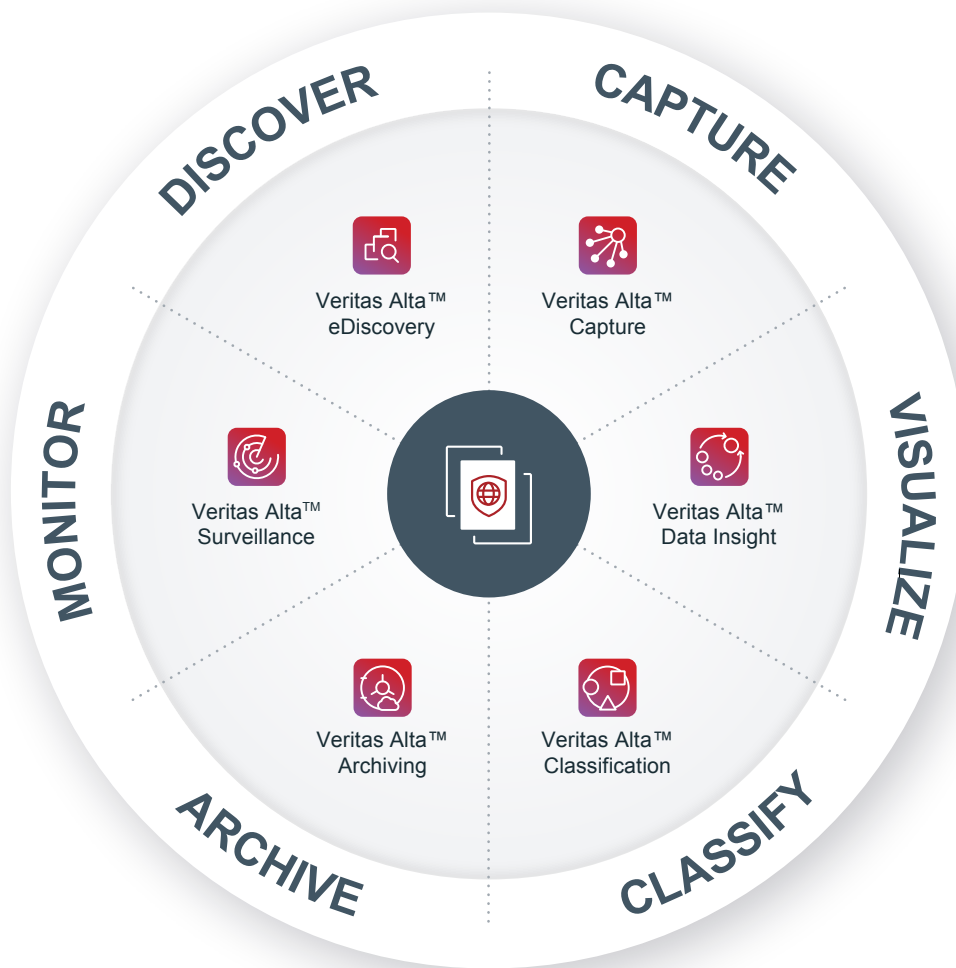 DISCOVER
CAPTURE
Veritas Alta™
eDiscovery
Veritas Alta™
Capture
MONITOR
VISUALIZE
Veritas Alta™
Surveillance
Veritas Alta™
Data Insight
Veritas Alta™
Archiving
Veritas Alta™
Classification
ARCHIVE
CLASSIFY